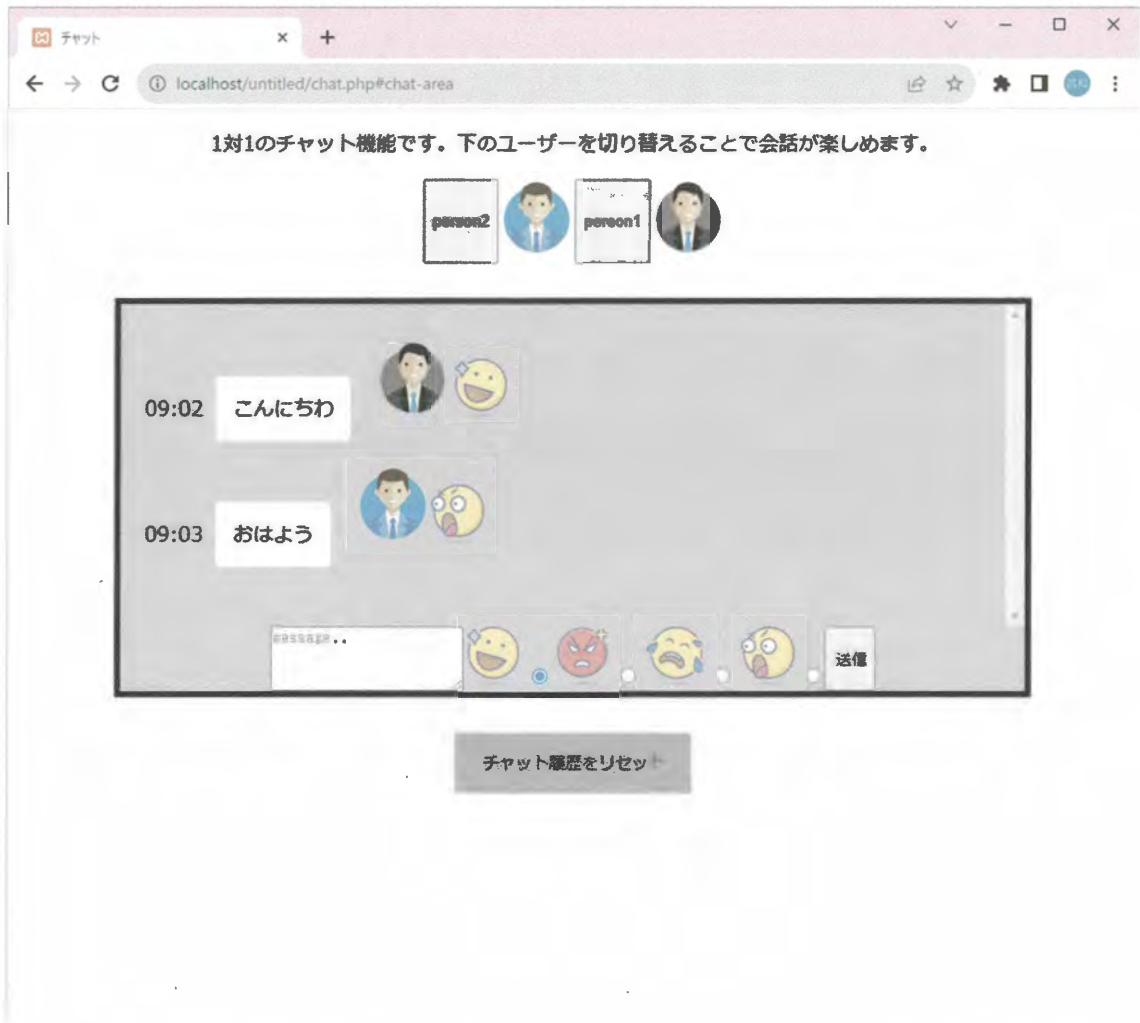 チャット
localhost/untitled/chat.php#chat-area
1対1のチャット機能です。下のユーザーを切り替えることで会話が楽しめます。
person2 person1
09:02 こんにちわ
09:03 おはよう
message..
送信
チャット履歴をリセット